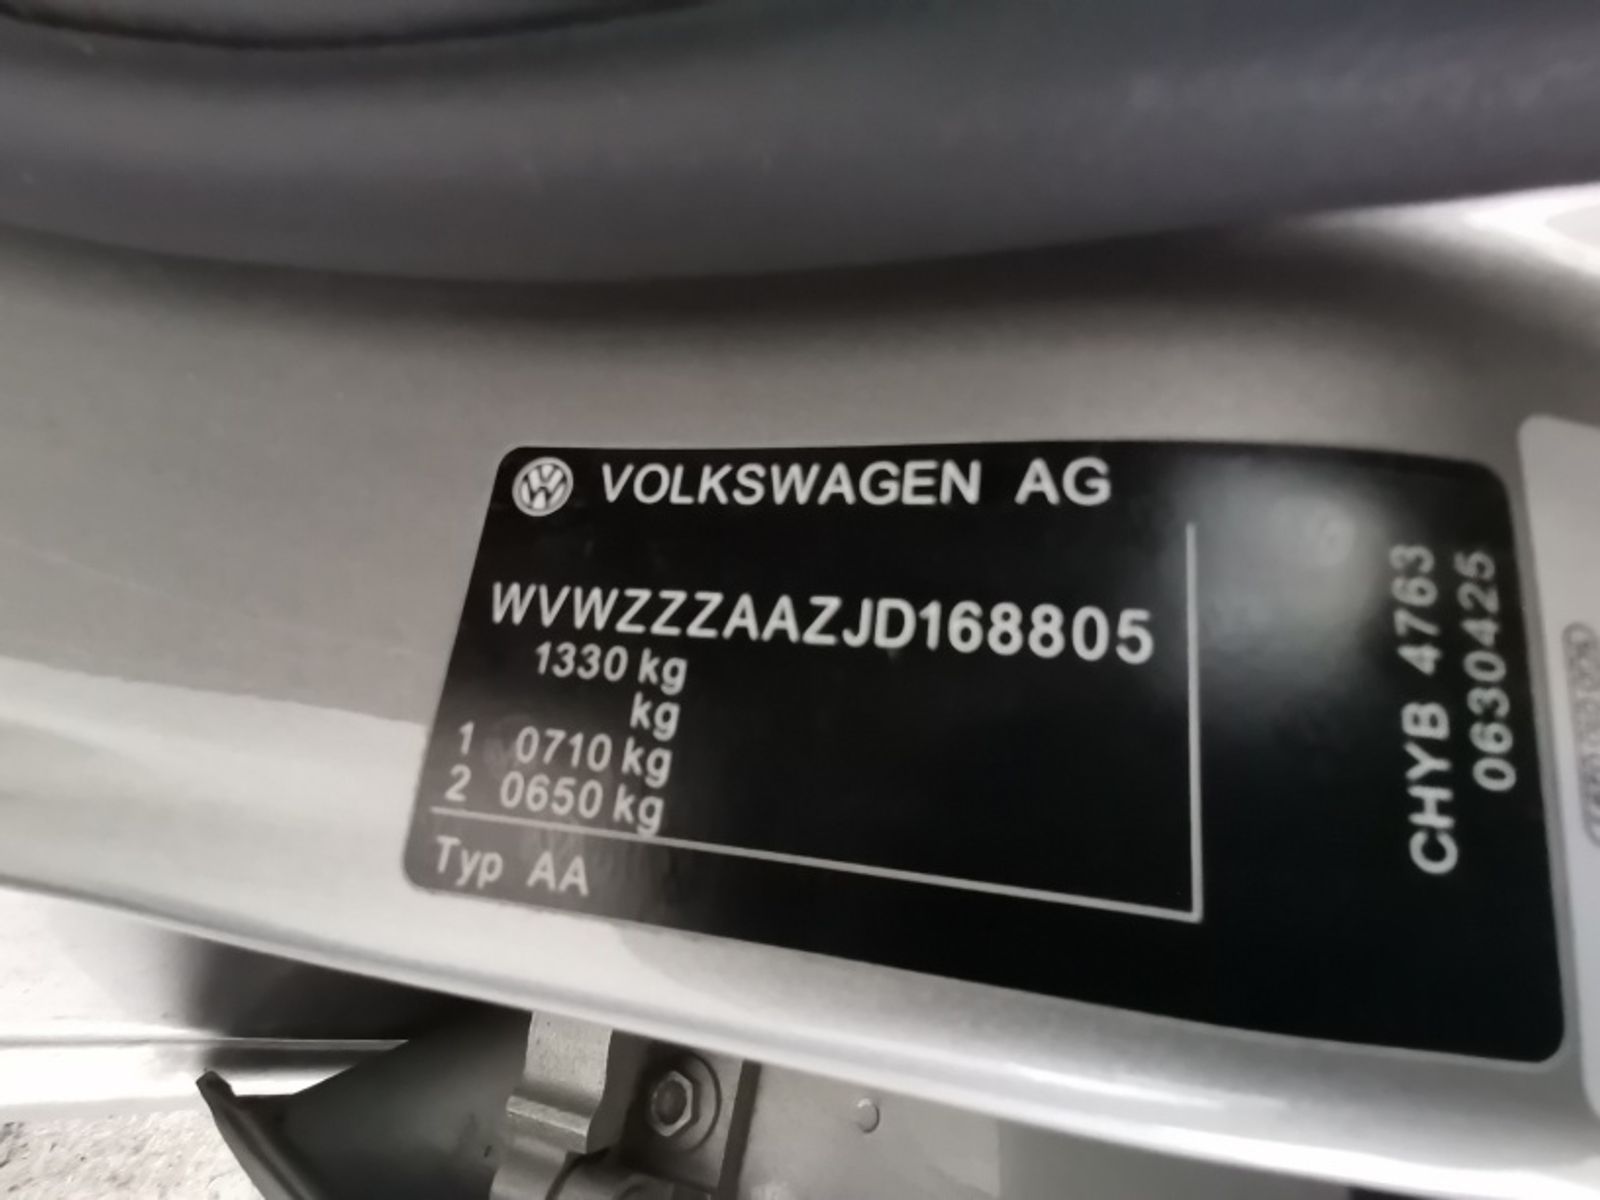 VOLKSWAGEN AG
WVWZZZAAZJD168805
1330 kg
kg
1 0710 kg
2 0650 kg
Typ AA
CHYB 4763
0630425